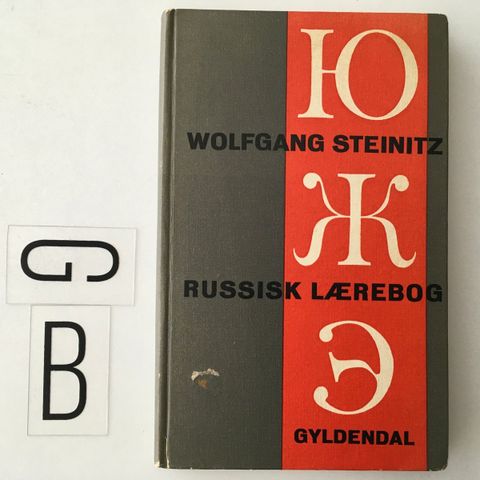 Ю
WOLFGANG STEINITZ
Ж
RUSSISK LÆREBOG
Э
GYLDENDAL
G
B